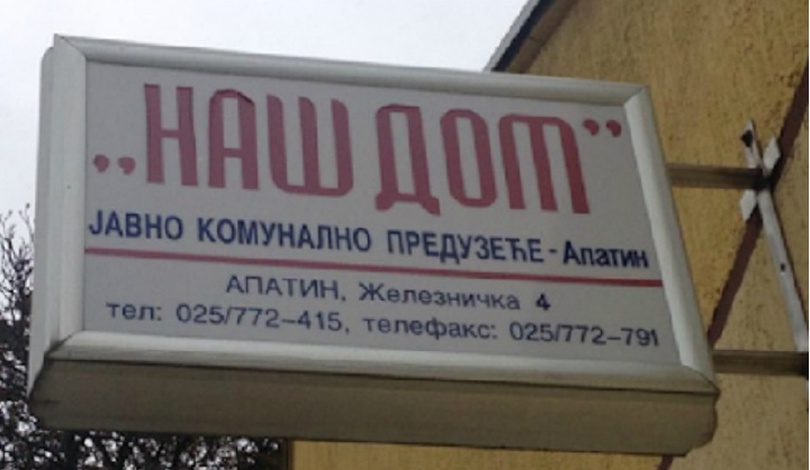 „НАШ ДОМ”
ЈАВНО КОМУНАЛНО ПРЕДУЗЕЋЕ - Апатин
АПАТИН, Железничка 4
тел: 025/772-415, телефакс: 025/772-791